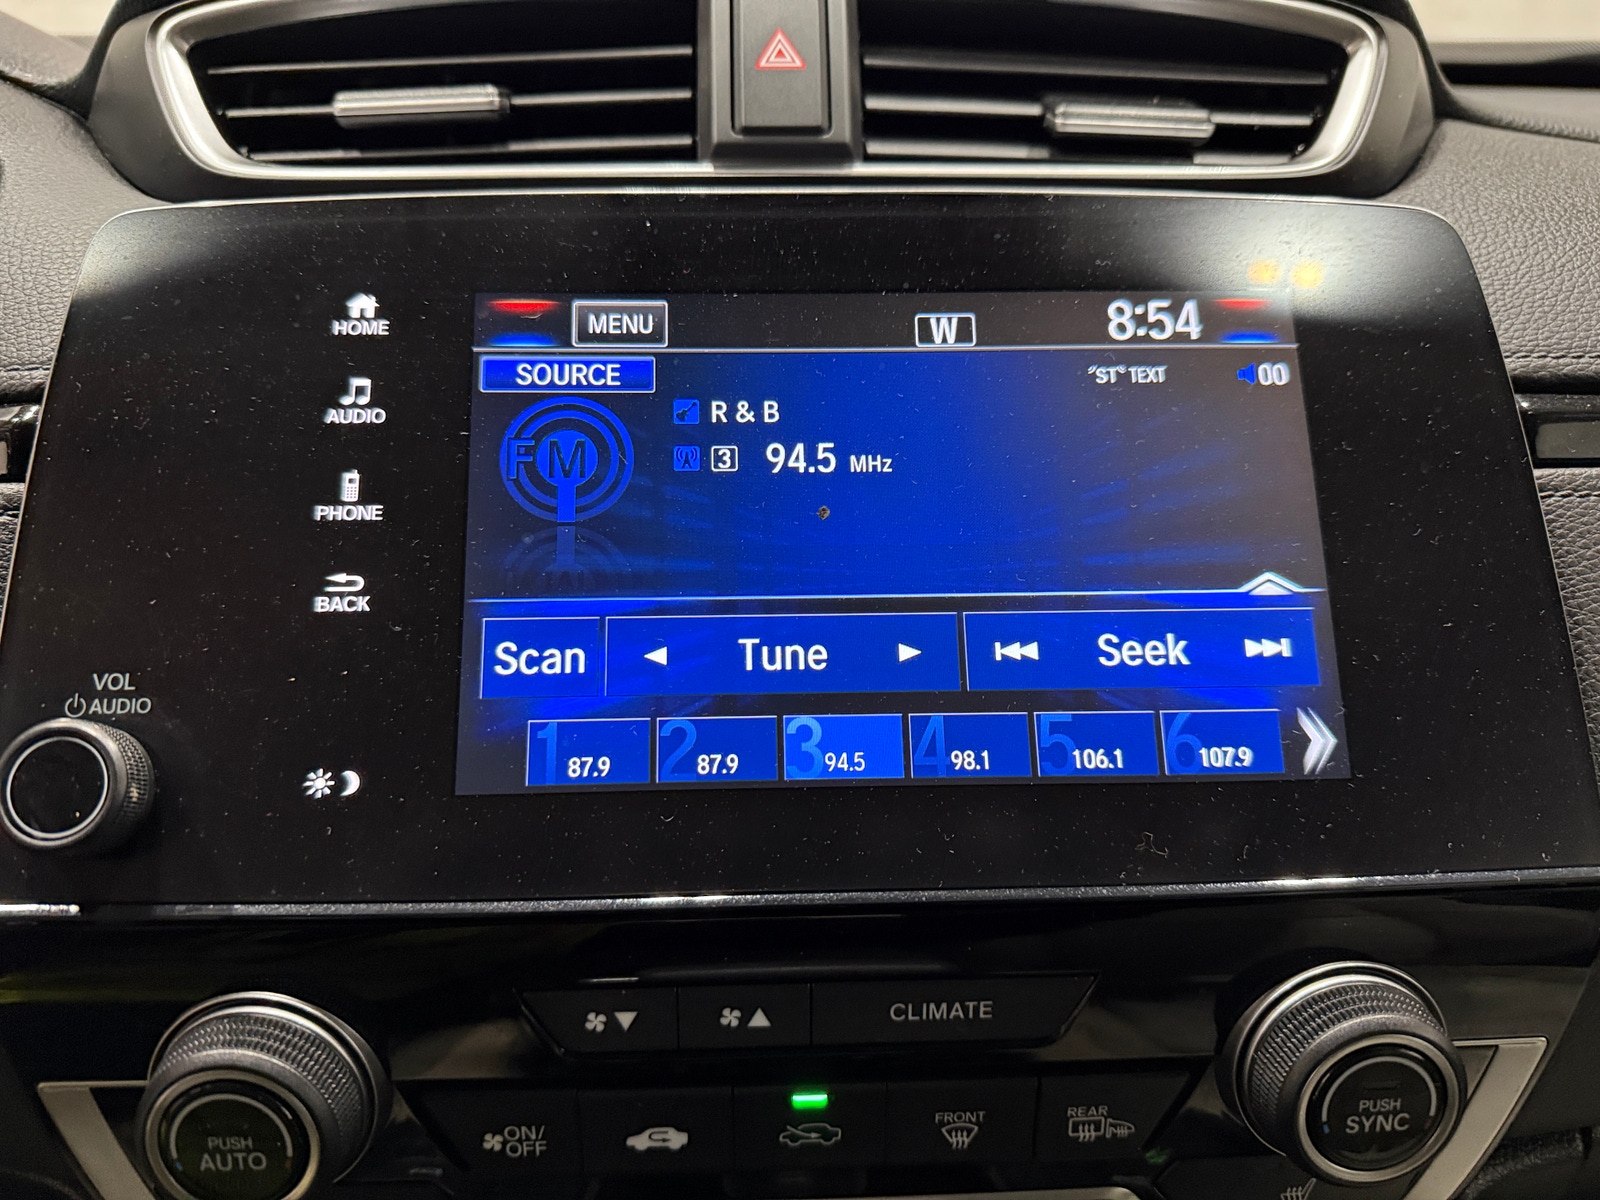 HOME
AUDIO
PHONE
BACK
VOL
AUDIO
MENU
W
8:54
SOURCE
"ST" TEXT
00
FM
R & B
3 94.5 MHz
Scan
Tune
Seek
1 87.9
2 87.9
3 94.5
4 98.1
5 106.1
6 107.9
CLIMATE
PUSH
AUTO
ON/
OFF
FRONT
REAR
PUSH
SYNC